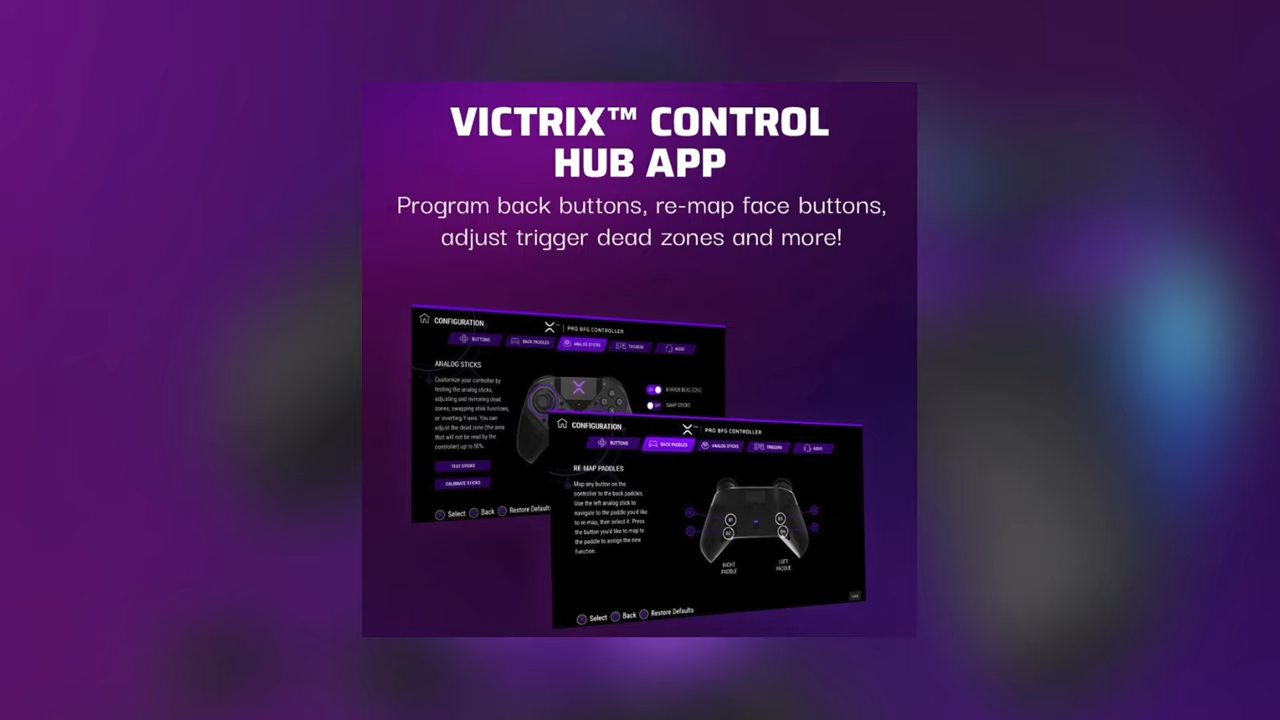 VICTRIX™ CONTROL
HUB APP
Program back buttons, re-map face buttons,
adjust trigger dead zones and more!
CONFIGURATION
PRO BFG CONTROLLER
BUTTONS
BACK PADDLES
ANALOG STICKS
TRIGGERS
AUDIO
ANALOG STICKS
Customize your controller by
testing the analog sticks,
adjusting and mirroring dead
zones, swapping stick functions,
or inverting Y-axis. You can
adjust the dead zone (the area
that will not be read by the
controller) up to 50%.
MIRROR DEAD ZONE
SWAP STICKS
TEST STICKS
CALIBRATE STICKS
Select
Back
Restore Defaults
CONFIGURATION
PRO BFG CONTROLLER
BUTTONS
BACK PADDLES
ANALOG STICKS
TRIGGERS
AUDIO
RE-MAP PADDLES
Map any button on the
controller to the back paddles.
Use the left analog stick to
navigate to the paddle you'd like
to re-map, then select it. Press
the button you'd like to map to
the paddle to assign the new
function.
RIGHT
PADDLE
LEFT
PADDLE
Select
Back
Restore Defaults